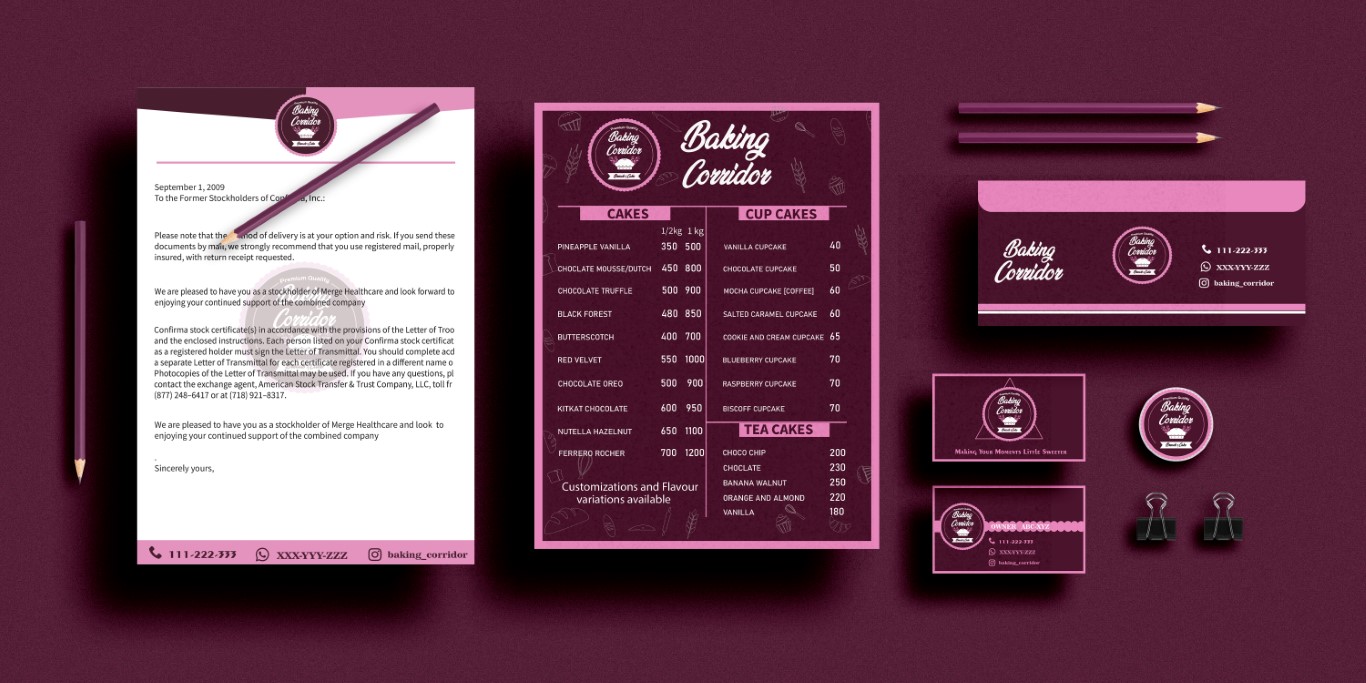 Premium Quality
Baking
Corridor
September 1, 2009
To the Former Stockholders of Inc.:
Please note that the of delivery is at your option and risk. If you send these
documents by mail, we strongly recommend that you use registered mail, properly
insured, with return receipt requested.
Premium Quality
Baking
Corridor
We are pleased to have you as a stockholder of Merge Healthcare and look forward to
enjoying your continued support of the combined company
Confirma stock certificate(s) in accordance with the provisions of the Letter of Troo
and the enclosed instructions. Each person listed on your Confirma stock certificat
as a registered holder must sign the Letter of Transmittal. You should complete acd
a separate Letter of Transmittal for each certificate registered in a different name o
Photocopies of the Letter of Transmittal may be used. If you have any questions, pl
contact the exchange agent, American Stock Transfer & Trust Company, LLC, toll fr
(877) 248–6417 or at (718) 921–8317.
We are pleased to have you as a stockholder of Merge Healthcare and look to
enjoying your continued support of the combined company
.
Sincerely yours,
111-222-333 XXX-YYY-ZZZ baking_corridor
Premium Quality
Baking
Corridor
Baking
Corridor
CAKES
1/2kg 1 kg
PINEAPPLE VANILLA 350 500
CHOCLATE MOUSSE/DUTCH 450 800
CHOCOLATE TRUFFLE 500 900
BLACK FOREST 480 850
BUTTERSCOTCH 400 700
RED VELVET 550 1000
CHOCOLATE OREO 500 900
KITKAT CHOCOLATE 600 950
NUTELLA HAZELNUT 650 1100
FERRERO ROCHER 700 1200
Customizations and Flavour
variations available
CUP CAKES
VANILLA CUPCAKE 40
CHOCOLATE CUPCAKE 50
MOCHA CUPCAKE [COFFEE] 60
SALTED CARAMEL CUPCAKE 60
COOKIE AND CREAM CUPCAKE 65
BLUEBERRY CUPCAKE 70
RASPBERRY CUPCAKE 70
BISCOFF CUPCAKE 70
TEA CAKES
CHOCO CHIP 200
CHOCLATE 230
BANANA WALNUT 250
ORANGE AND ALMOND 220
VANILLA 180
Baking
Corridor
Baking
Corridor
111-222-333
XXX-YYY-ZZZ
baking_corridor
Baking
Corridor
Making Your Moments Little Sweeter
Premium Quality
Baking
Corridor
Baking
Corridor
OWNER ABC-XYZ
111-222-333
XXX-YYY-ZZZ
baking_corridor